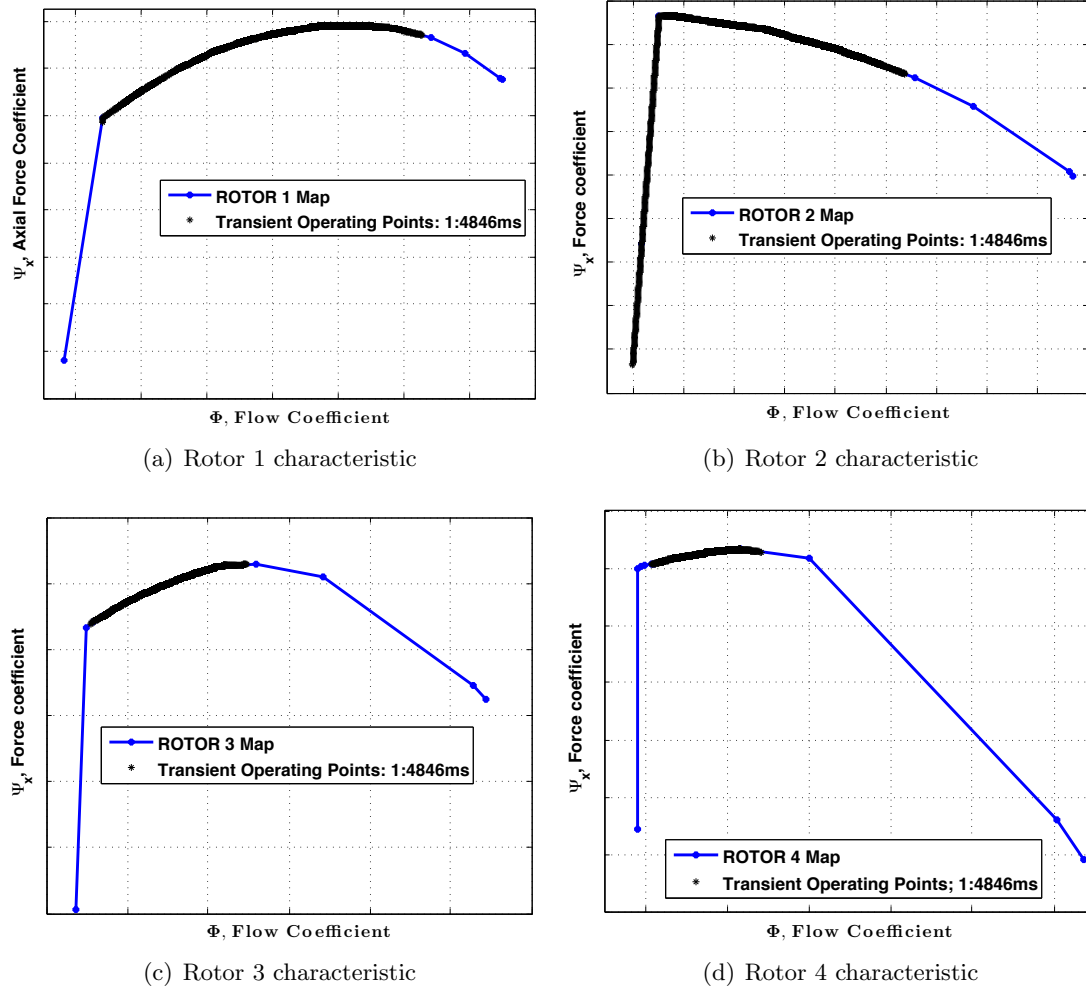 Ψx, Axial Force Coefficient
ROTOR 1 Map
Transient Operating Points: 1:4846ms
Φ, Flow Coefficient
(a) Rotor 1 characteristic
Ψx, Force coefficient
ROTOR 2 Map
Transient Operating Points: 1:4846ms
Φ, Flow Coefficient
(b) Rotor 2 characteristic
Ψx, Force coefficient
ROTOR 3 Map
Transient Operating Points: 1:4846ms
Φ, Flow Coefficient
(c) Rotor 3 characteristic
Ψx, Force coefficient
ROTOR 4 Map
Transient Operating Points; 1:4846ms
Φ, Flow Coefficient
(d) Rotor 4 characteristic